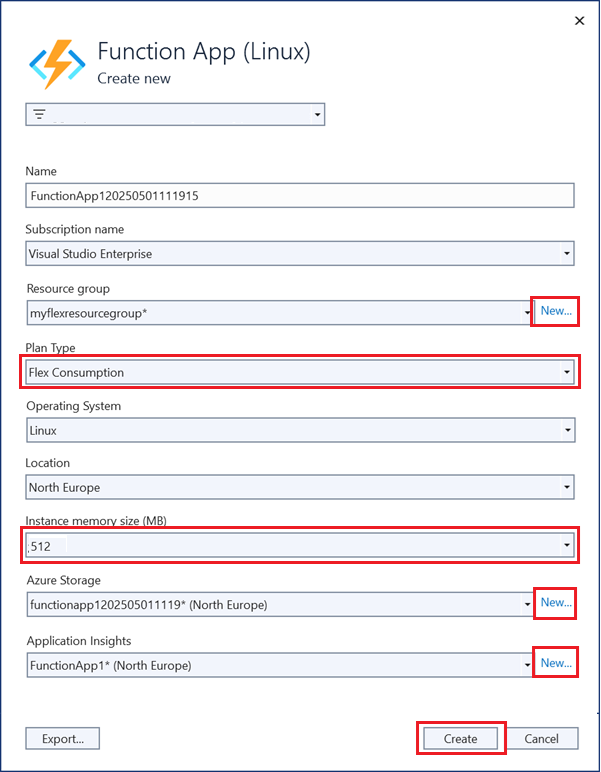 Function App (Linux)
Create new
Name
FunctionApp120250501111915
Subscription name
Visual Studio Enterprise
Resource group
myflexresourcegroup*
New...
Plan Type
Flex Consumption
Operating System
Linux
Location
North Europe
Instance memory size (MB)
512
Azure Storage
functionapp1202505011119* (North Europe)
New...
Application Insights
FunctionApp1* (North Europe)
New...
Export...
Create
Cancel